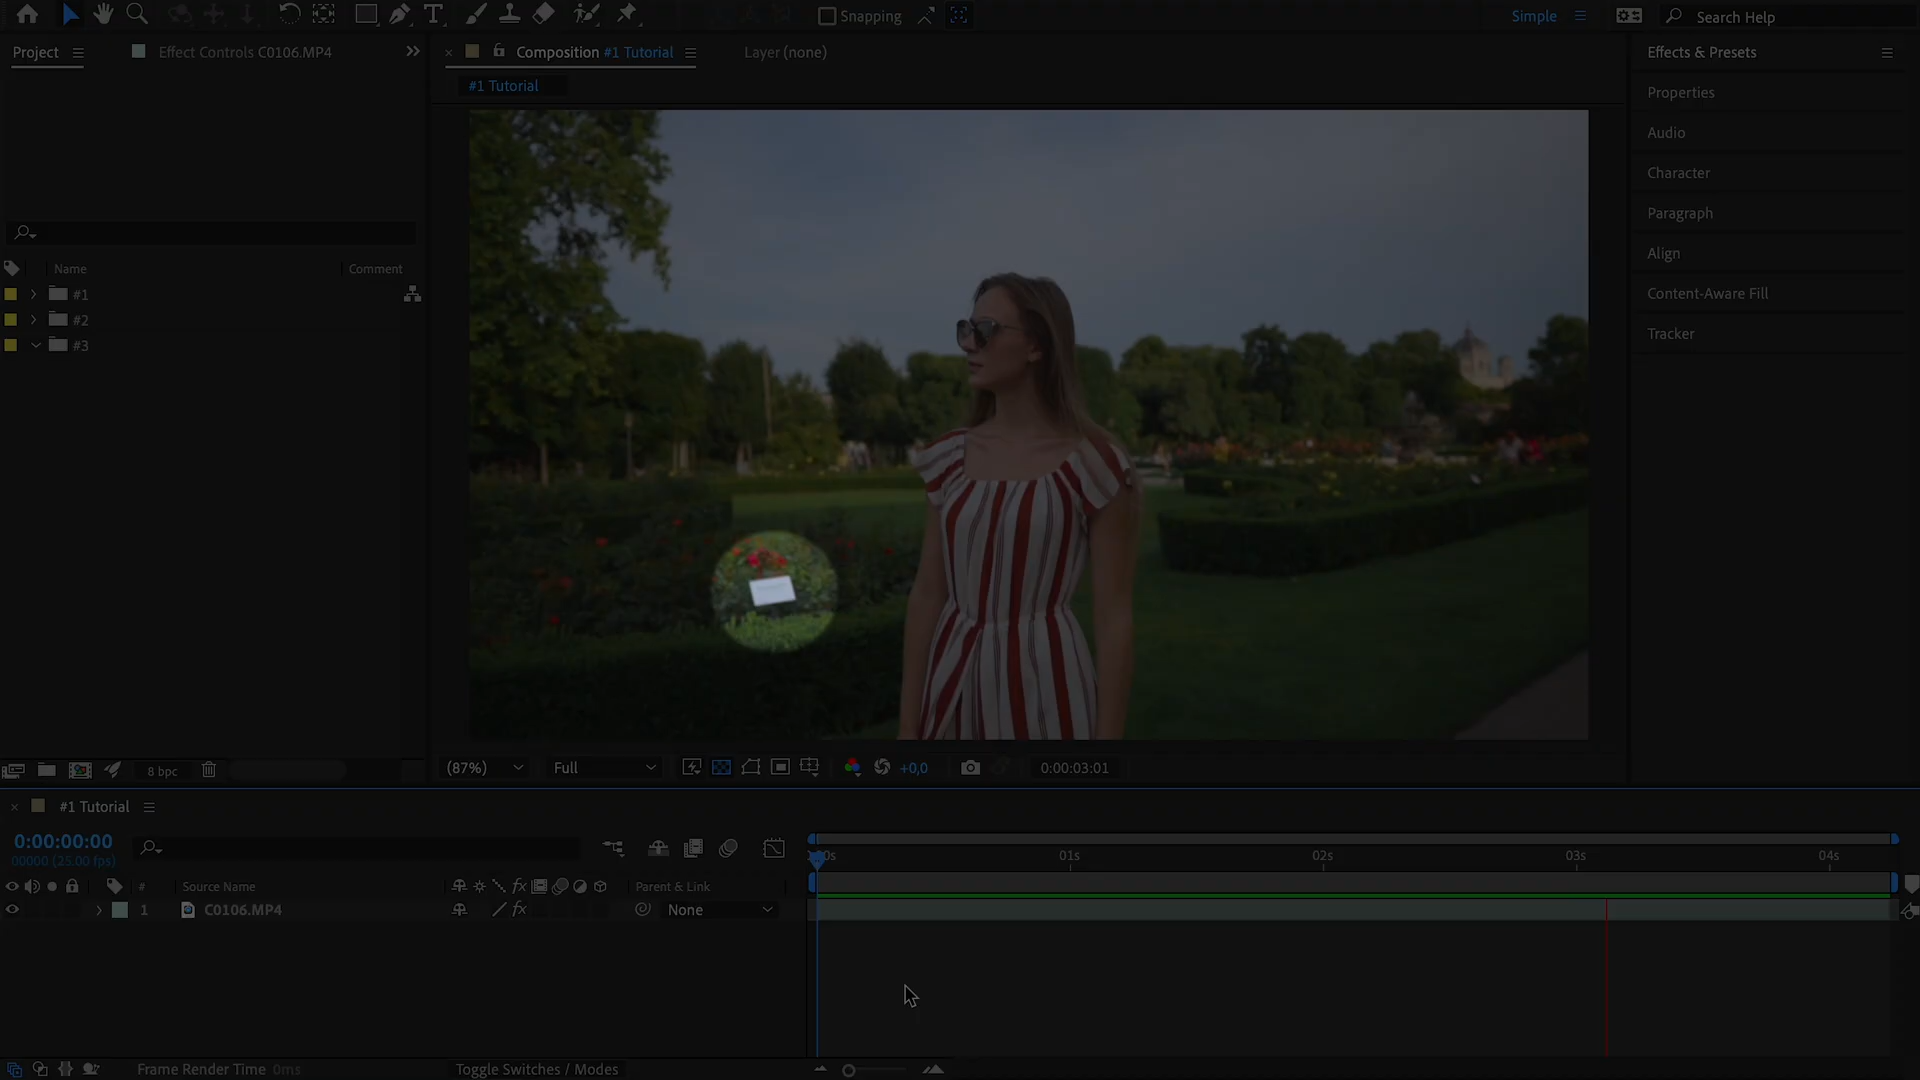 Snapping
Simple
Search Help
Project
Effect Controls C0106.MP4
Composition #1 Tutorial
Layer (none)
Effects & Presets
#1 Tutorial
Properties
Audio
Character
Paragraph
Align
Content-Aware Fill
Tracker
Name
Comment
#1
#2
#3
8 bpc
(87%)
Full
+0,0
0:00:03:01
#1 Tutorial
0:00:00:00
00000 (25.00 fps)
00s
01s
02s
03s
04s
#
Source Name
fx
Parent & Link
1
C0106.MP4
fx
None
Frame Render Time 0ms
Toggle Switches / Modes